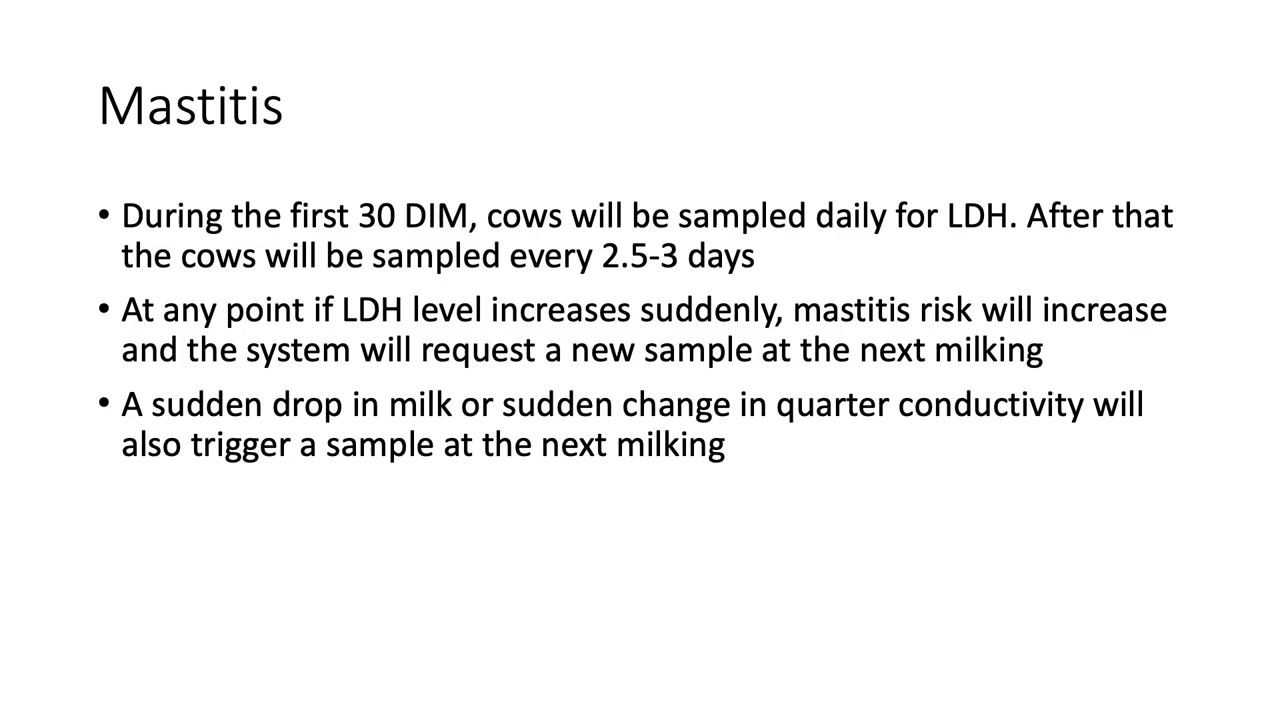 Mastitis
• During the first 30 DIM, cows will be sampled daily for LDH. After that
the cows will be sampled every 2.5-3 days
• At any point if LDH level increases suddenly, mastitis risk will increase
and the system will request a new sample at the next milking
• A sudden drop in milk or sudden change in quarter conductivity will
also trigger a sample at the next milking